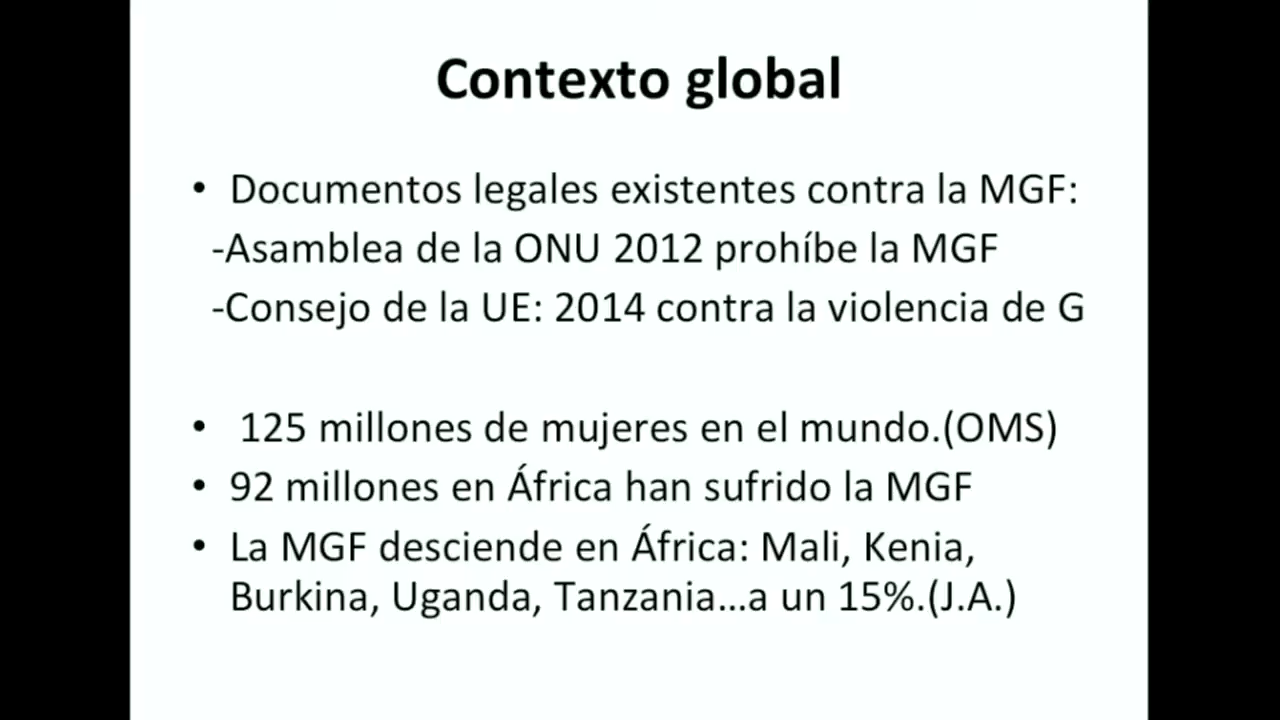 Contexto global
• Documentos legales existentes contra la MGF:
-Asamblea de la ONU 2012 prohíbe la MGF
-Consejo de la UE: 2014 contra la violencia de G
• 125 millones de mujeres en el mundo.(OMS)
• 92 millones en África han sufrido la MGF
• La MGF desciende en África: Mali, Kenia,
Burkina, Uganda, Tanzania...a un 15%.(J.A.)